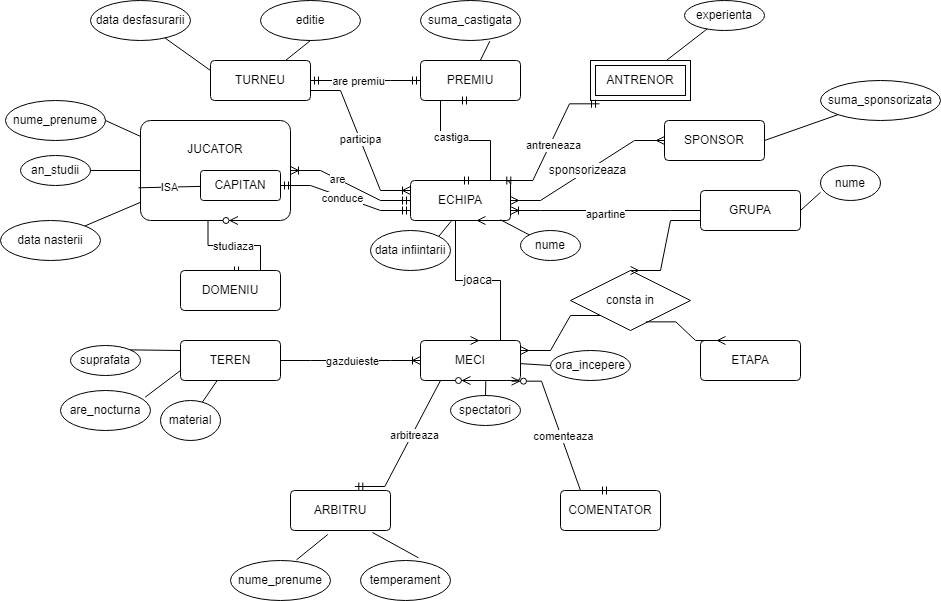 data desfasurarii
editie
suma_castigata
experienta
TURNEU
are premiu
PREMIU
ANTRENOR
suma_sponsorizata
nume_prenume
JUCATOR
participa
castiga
antreneaza
SPONSOR
an_studii
ISA
CAPITAN
are
conduce
ECHIPA
sponsorizeaza
nume
apartine
GRUPA
data nasterii
studiaza
data infiintarii
nume
DOMENIU
joaca
consta in
suprafata
TEREN
gazduieste
MECI
ora_incepere
ETAPA
are_nocturna
material
spectatori
arbitreaza
comenteaza
ARBITRU
COMENTATOR
nume_prenume
temperament